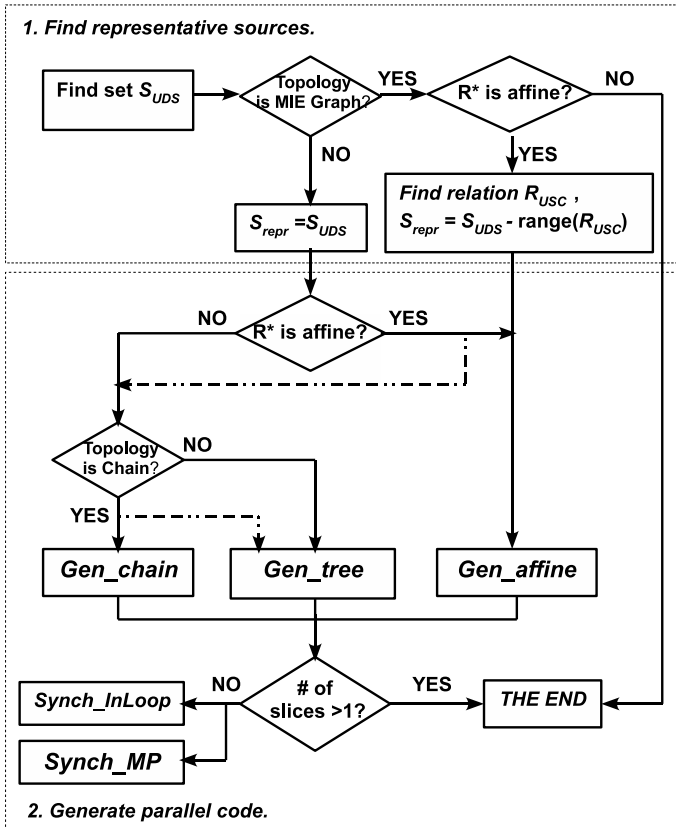 1. Find representative sources.
Find set S_UDS
Topology
is MIE Graph?
YES
R* is affine?
NO
NO
YES
S_repr =S_UDS
Find relation R_USC ,
S_repr = S_UDS - range(R_USC)
NO
R* is affine?
YES
Topology
is Chain?
NO
YES
Gen_chain
Gen_tree
Gen_affine
Synch_InLoop
NO
# of
slices >1?
YES
THE END
Synch_MP
2. Generate parallel code.